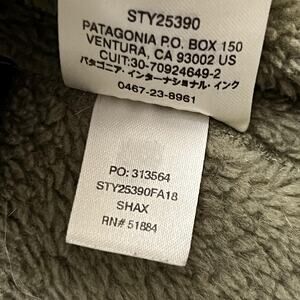 STY25390
PATAGONIA P.O. BOX 150
VENTURA, CA 93002 US
CUIT:30-70924649-2
パタゴニア・インターナショナル・インク
0467-23-8961
PO: 313564
STY25390FA18
SHAX
RN# 51884